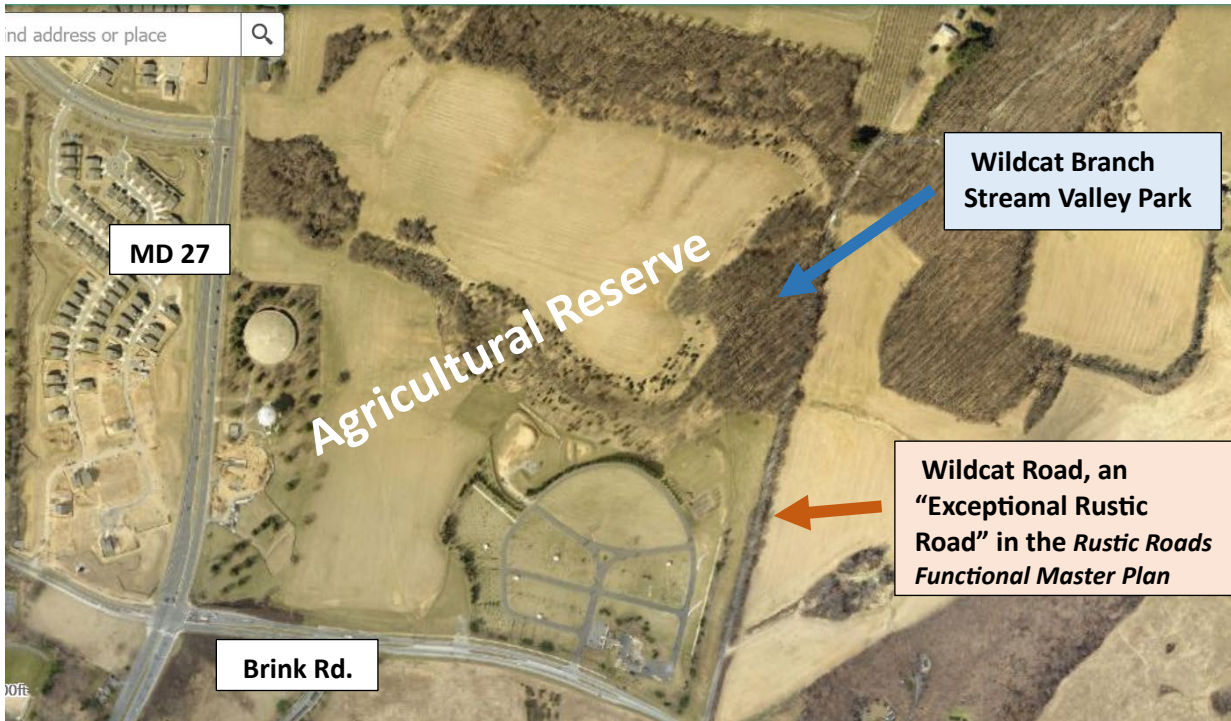 ind address or place
Wildcat Branch
Stream Valley Park
MD 27
Agricultural Reserve
Wildcat Road, an
“Exceptional Rustic
Road” in the Rustic Roads
Functional Master Plan
Brink Rd.
00ft